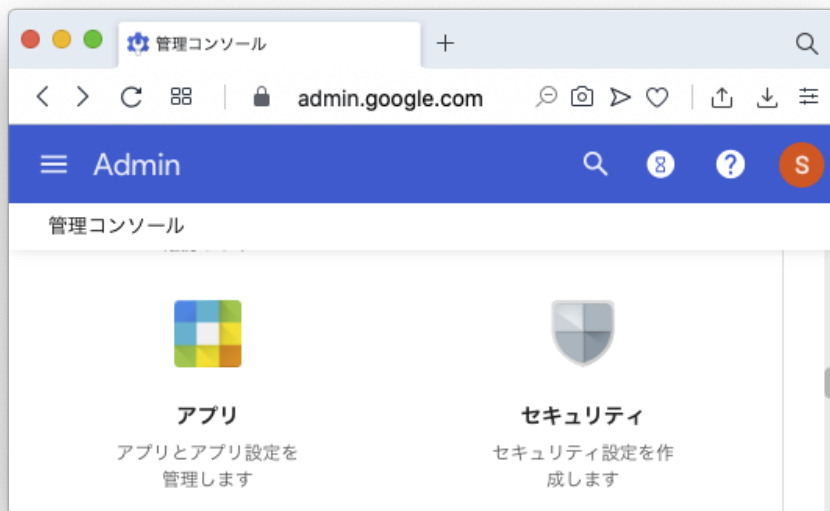 管理コンソール
admin.google.com
Admin
S
管理コンソール
アプリ
アプリとアプリ設定を
管理します
セキュリティ
セキュリティ設定を作
成します